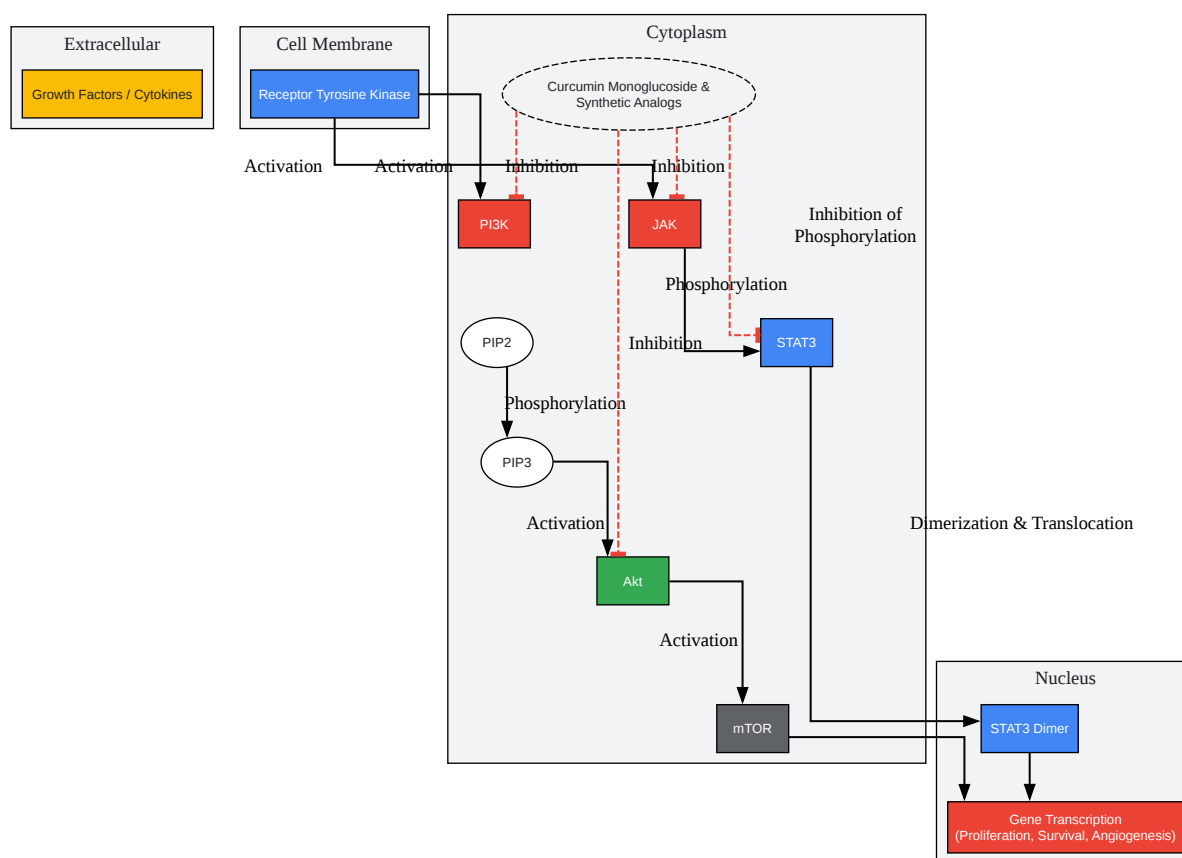 Extracellular
Growth Factors / Cytokines
Cell Membrane
Receptor Tyrosine Kinase
Cytoplasm
Curcumin Monoglucoside &
Synthetic Analogs
Activation
Activation
Inhibition
Inhibition
PI3K
JAK
Inhibition of
Phosphorylation
Phosphorylation
PIP2
Inhibition
STAT3
Phosphorylation
PIP3
Activation
Dimerization & Translocation
Akt
Activation
Nucleus
mTOR
STAT3 Dimer
Gene Transcription
(Proliferation, Survival, Angiogenesis)